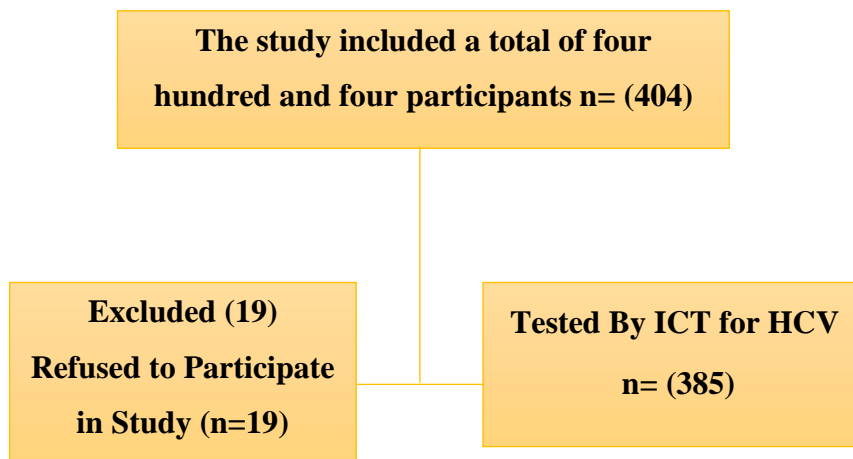 The study included a total of four
hundred and four participants n= (404)
Excluded (19)
Refused to Participate
in Study (n=19)
Tested By ICT for HCV
n= (385)